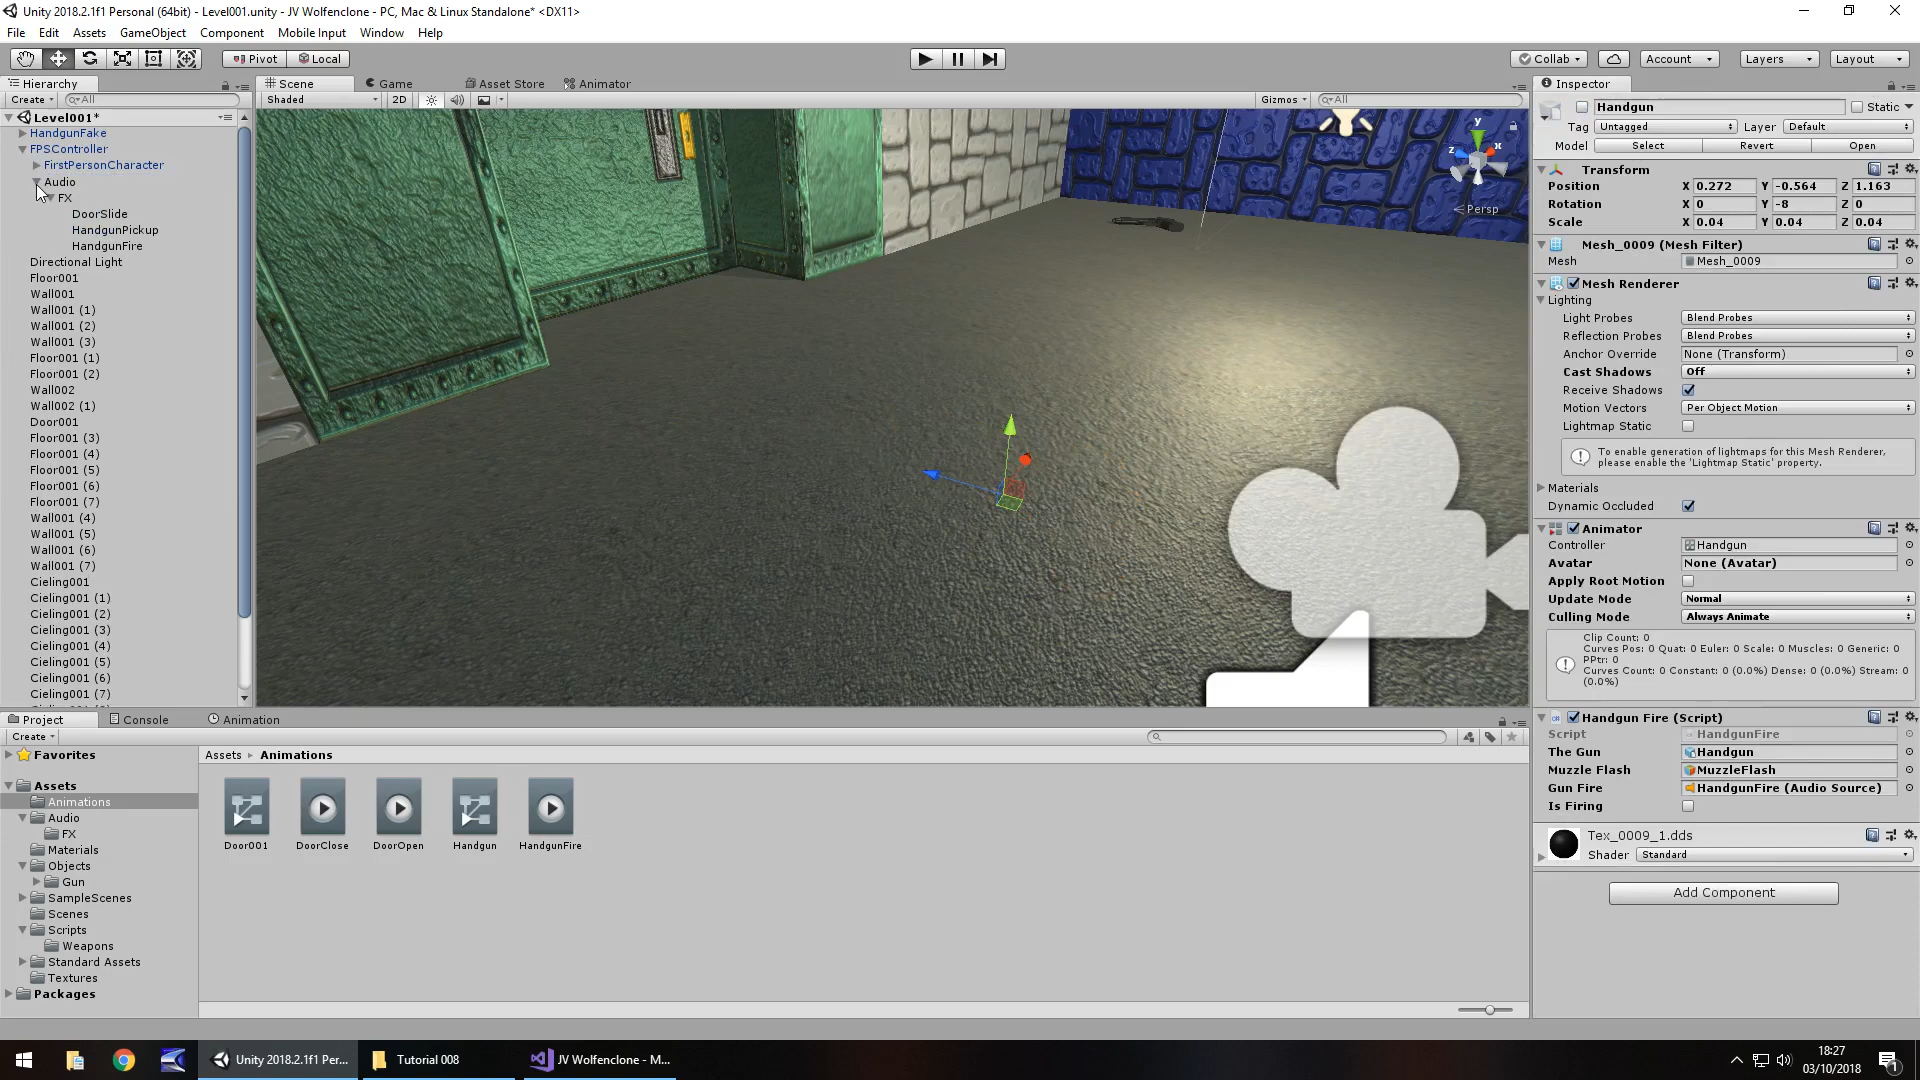 Unity 2018.2.1f1 Personal (64bit) - Level001.unity - JV Wolfenclone - PC, Mac & Linux Standalone* <DX11>
File Edit Assets GameObject Component Mobile Input Window Help
Pivot Local Collab Account Layers Layout
Hierarchy Scene Game Asset Store Animator Inspector
Create All Shaded 2D Gizmos All
Level001*
HandgunFake
FPSController
FirstPersonCharacter
Audio
FX
DoorSlide
HandgunPickup
HandgunFire
Directional Light
Floor001
Wall001
Wall001 (1)
Wall001 (2)
Wall001 (3)
Floor001 (1)
Floor001 (2)
Wall002
Wall002 (1)
Door001
Floor001 (3)
Floor001 (4)
Floor001 (5)
Floor001 (6)
Floor001 (7)
Wall001 (4)
Wall001 (5)
Wall001 (6)
Wall001 (7)
Cieling001
Cieling001 (1)
Cieling001 (2)
Cieling001 (3)
Cieling001 (4)
Cieling001 (5)
Cieling001 (6)
Cieling001 (7)
y
z x
Persp
Handgun Static
Tag Untagged Layer Default
Model Select Revert Open
Transform
Position X 0.272 Y -0.564 Z 1.163
Rotation X 0 Y -8 Z 0
Scale X 0.04 Y 0.04 Z 0.04
Mesh_0009 (Mesh Filter)
Mesh Mesh_0009
Mesh Renderer
Lighting
Light Probes Blend Probes
Reflection Probes Blend Probes
Anchor Override None (Transform)
Cast Shadows Off
Receive Shadows
Motion Vectors Per Object Motion
Lightmap Static
To enable generation of lightmaps for this Mesh Renderer,
please enable the 'Lightmap Static' property.
Materials
Dynamic Occluded
Animator
Controller Handgun
Avatar None (Avatar)
Apply Root Motion
Update Mode Normal
Culling Mode Always Animate
Clip Count: 0
Curves Pos: 0 Quat: 0 Euler: 0 Scale: 0 Muscles: 0 Generic: 0
PPtr: 0
Curves Count: 0 Constant: 0 (0.0%) Dense: 0 (0.0%) Stream: 0
(0.0%)
Handgun Fire (Script)
Script HandgunFire
The Gun Handgun
Muzzle Flash MuzzleFlash
Gun Fire HandgunFire (Audio Source)
Is Firing
Tex_0009_1.dds
Shader Standard
Add Component
Project Console Animation
Create
Favorites
Assets
Animations
Audio
FX
Materials
Objects
Gun
SampleScenes
Scenes
Scripts
Weapons
Standard Assets
Textures
Packages
Assets Animations
Door001 DoorClose DoorOpen Handgun HandgunFire
Unity 2018.2.1f1 Per... Tutorial 008 JV Wolfenclone - M...
18:27
03/10/2018
1